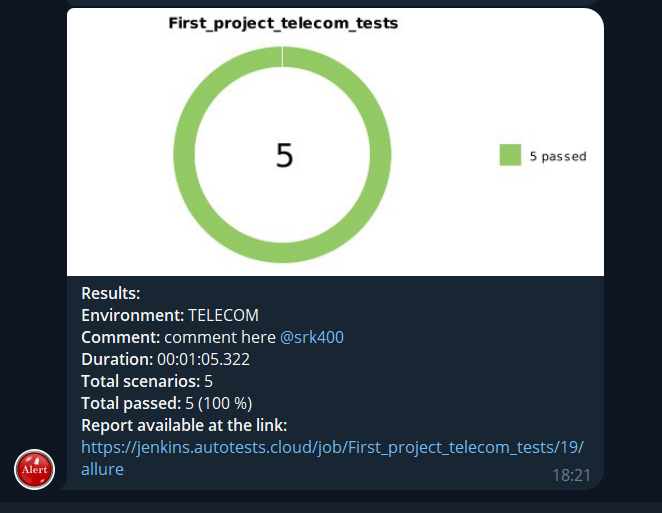 First_project_telecom_tests
5
5 passed
Results:
Environment: TELECOM
Comment: comment here @srk400
Duration: 00:01:05.322
Total scenarios: 5
Total passed: 5 (100 %)
Report available at the link:
https://jenkins.autotests.cloud/job/First_project_telecom_tests/19/
allure
Alert
18:21